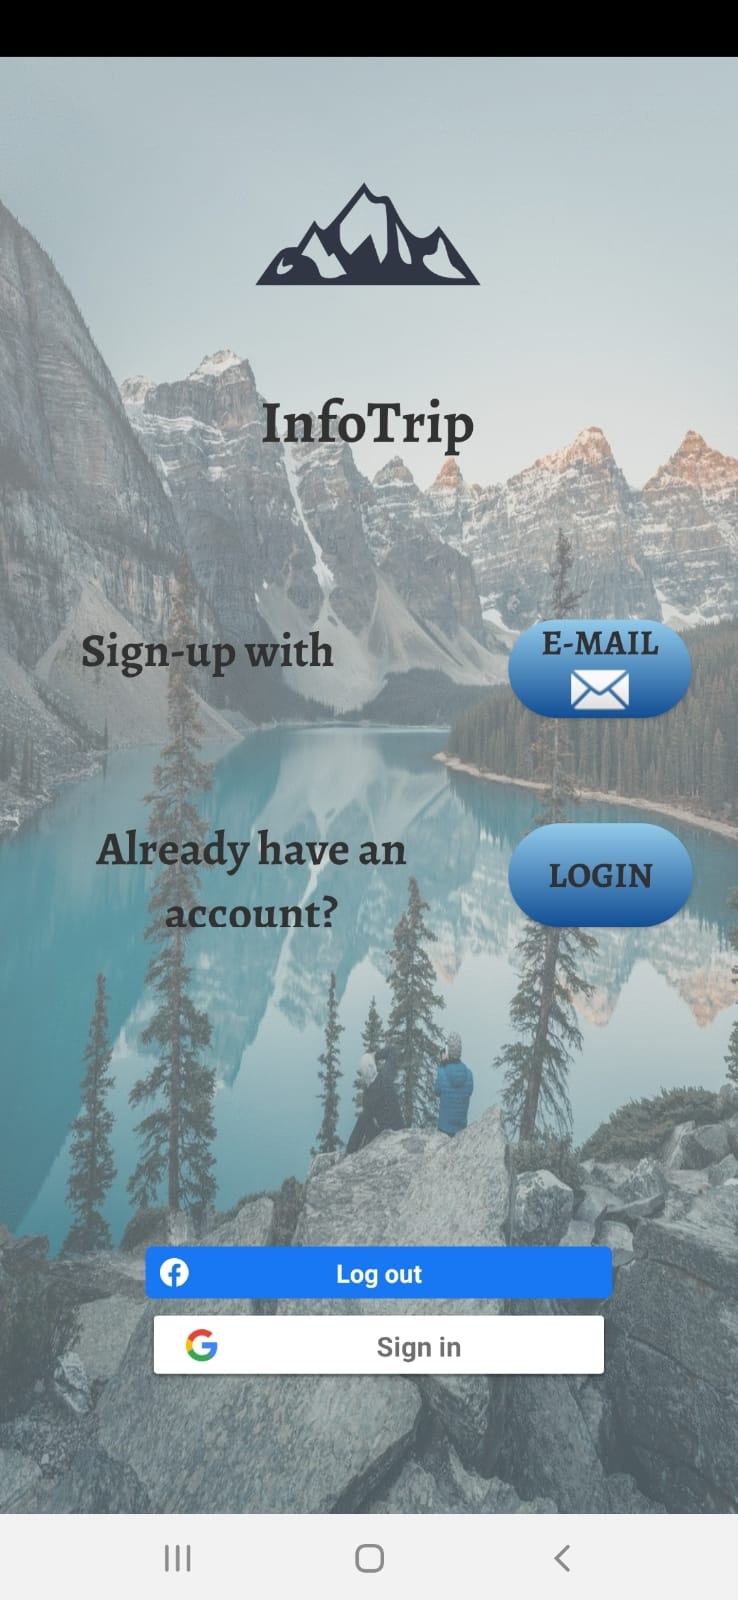 InfoTrip
Sign-up with
E-MAIL
Already have an
account?
LOGIN
Log out
Sign in